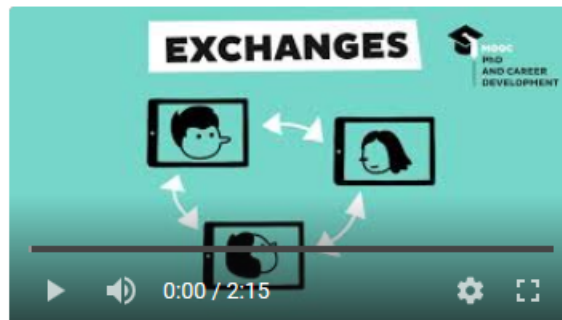 EXCHANGES
MOOC
PhD
AND CAREER
DEVELOPMENT
0:00 / 2:15